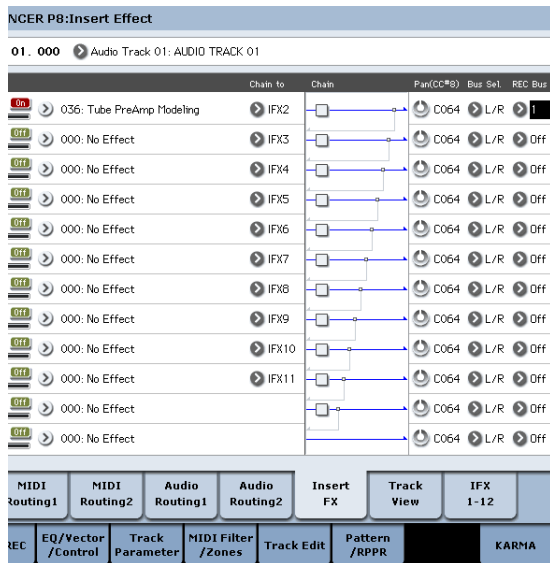 NCER P8:Insert Effect
01. 000 Audio Track 01: AUDIO TRACK 01
Chain to Chain Pan(CC#8) Bus Sel. REC Bus
On 036: Tube PreAmp Modeling IFX2 C064 L/R 1
Off 000: No Effect IFX3 C064 L/R Off
Off 000: No Effect IFX4 C064 L/R Off
Off 000: No Effect IFX5 C064 L/R Off
Off 000: No Effect IFX6 C064 L/R Off
Off 000: No Effect IFX7 C064 L/R Off
Off 000: No Effect IFX8 C064 L/R Off
Off 000: No Effect IFX9 C064 L/R Off
Off 000: No Effect IFX10 C064 L/R Off
Off 000: No Effect IFX11 C064 L/R Off
Off 000: No Effect C064 L/R Off
Off 000: No Effect C064 L/R Off
MIDI Routing1 MIDI Routing2 Audio Routing1 Audio Routing2 Insert FX Track View IFX 1-12
REC EQ/Vector /Control Track Parameter MIDI Filter /Zones Track Edit Pattern /RPPR KARMA